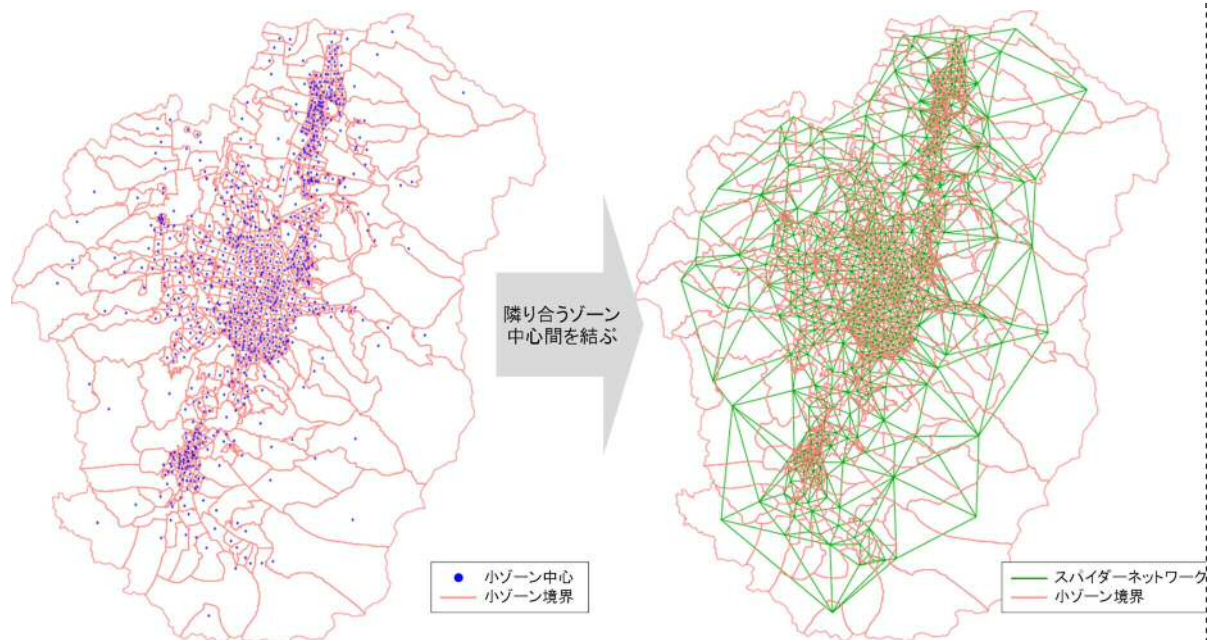 隣り合うゾーン
中心間を結ぶ
小ゾーン中心
小ゾーン境界
スパイダーネットワーク
小ゾーン境界